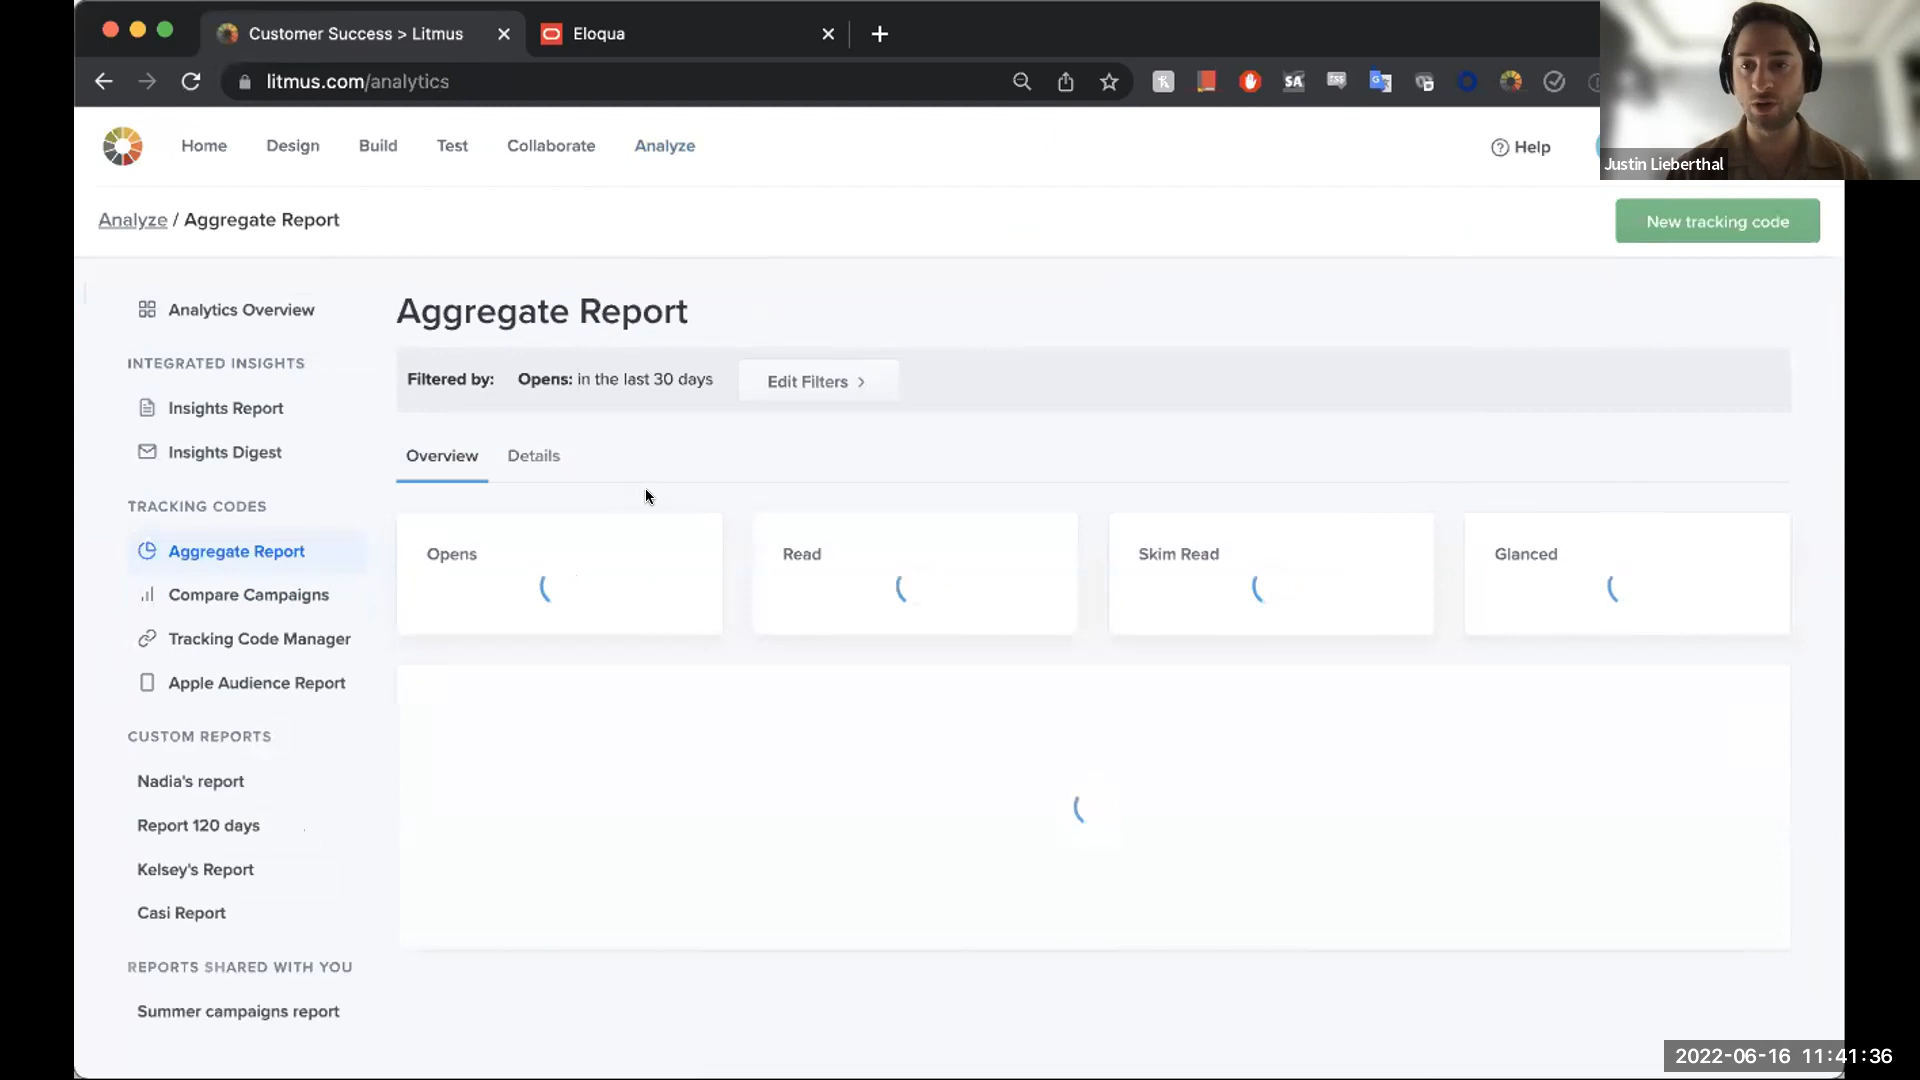 Customer Success > Litmus
Eloqua
litmus.com/analytics
SA
Home
Design
Build
Test
Collaborate
Analyze
Help
Justin Lieberthal
Analyze / Aggregate Report
New tracking code
Analytics Overview
INTEGRATED INSIGHTS
Insights Report
Insights Digest
TRACKING CODES
Aggregate Report
Compare Campaigns
Tracking Code Manager
Apple Audience Report
CUSTOM REPORTS
Nadia's report
Report 120 days
Kelsey's Report
Casi Report
REPORTS SHARED WITH YOU
Summer campaigns report
Aggregate Report
Filtered by: Opens: in the last 30 days
Edit Filters >
Overview
Details
Opens
Read
Skim Read
Glanced
2022-06-16 11:41:36